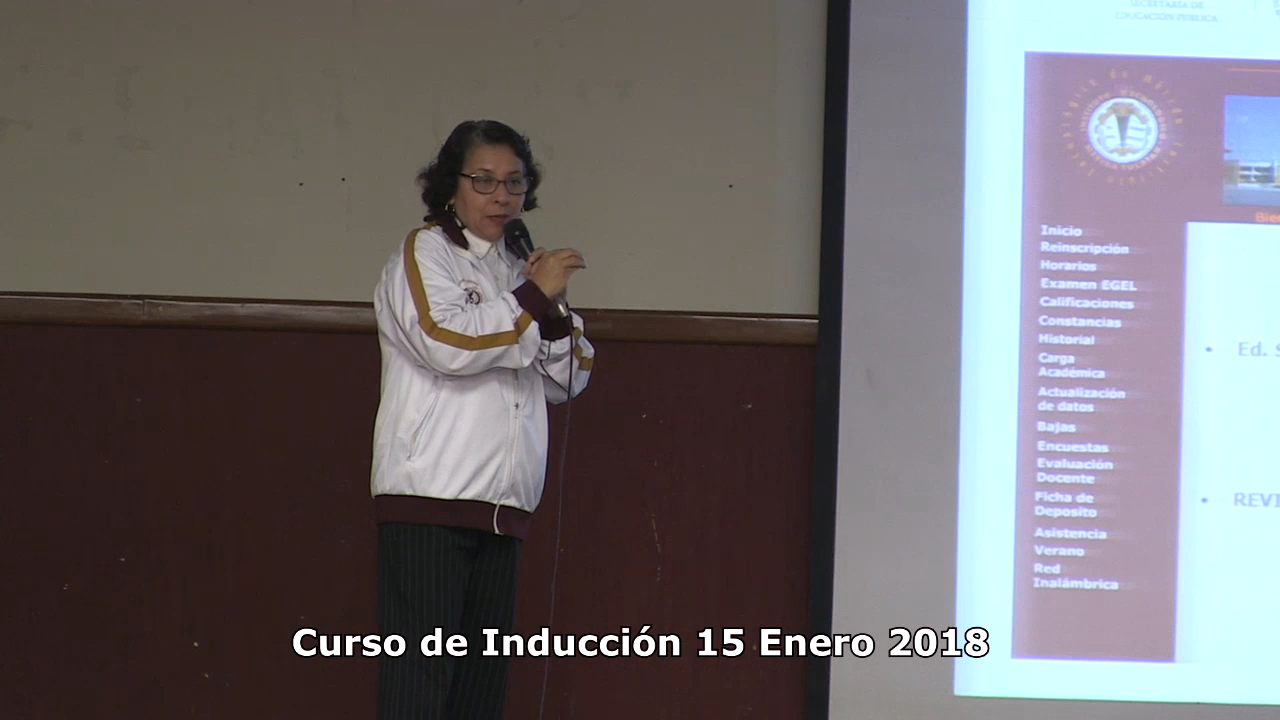 SECRETARÍA DE
EDUCACIÓN PÚBLICA
Inicio
Reinscripción
Horarios
Examen EGEL
Calificaciones
Constancias
Historial
Carga
Académica
Actualización
de datos
Bajas
Encuestas
Evaluación
Docente
Ficha de
Deposito
Asistencia
Verano
Red
Inalámbrica
• Ed.
•
Curso de Inducción 15 Enero 2018